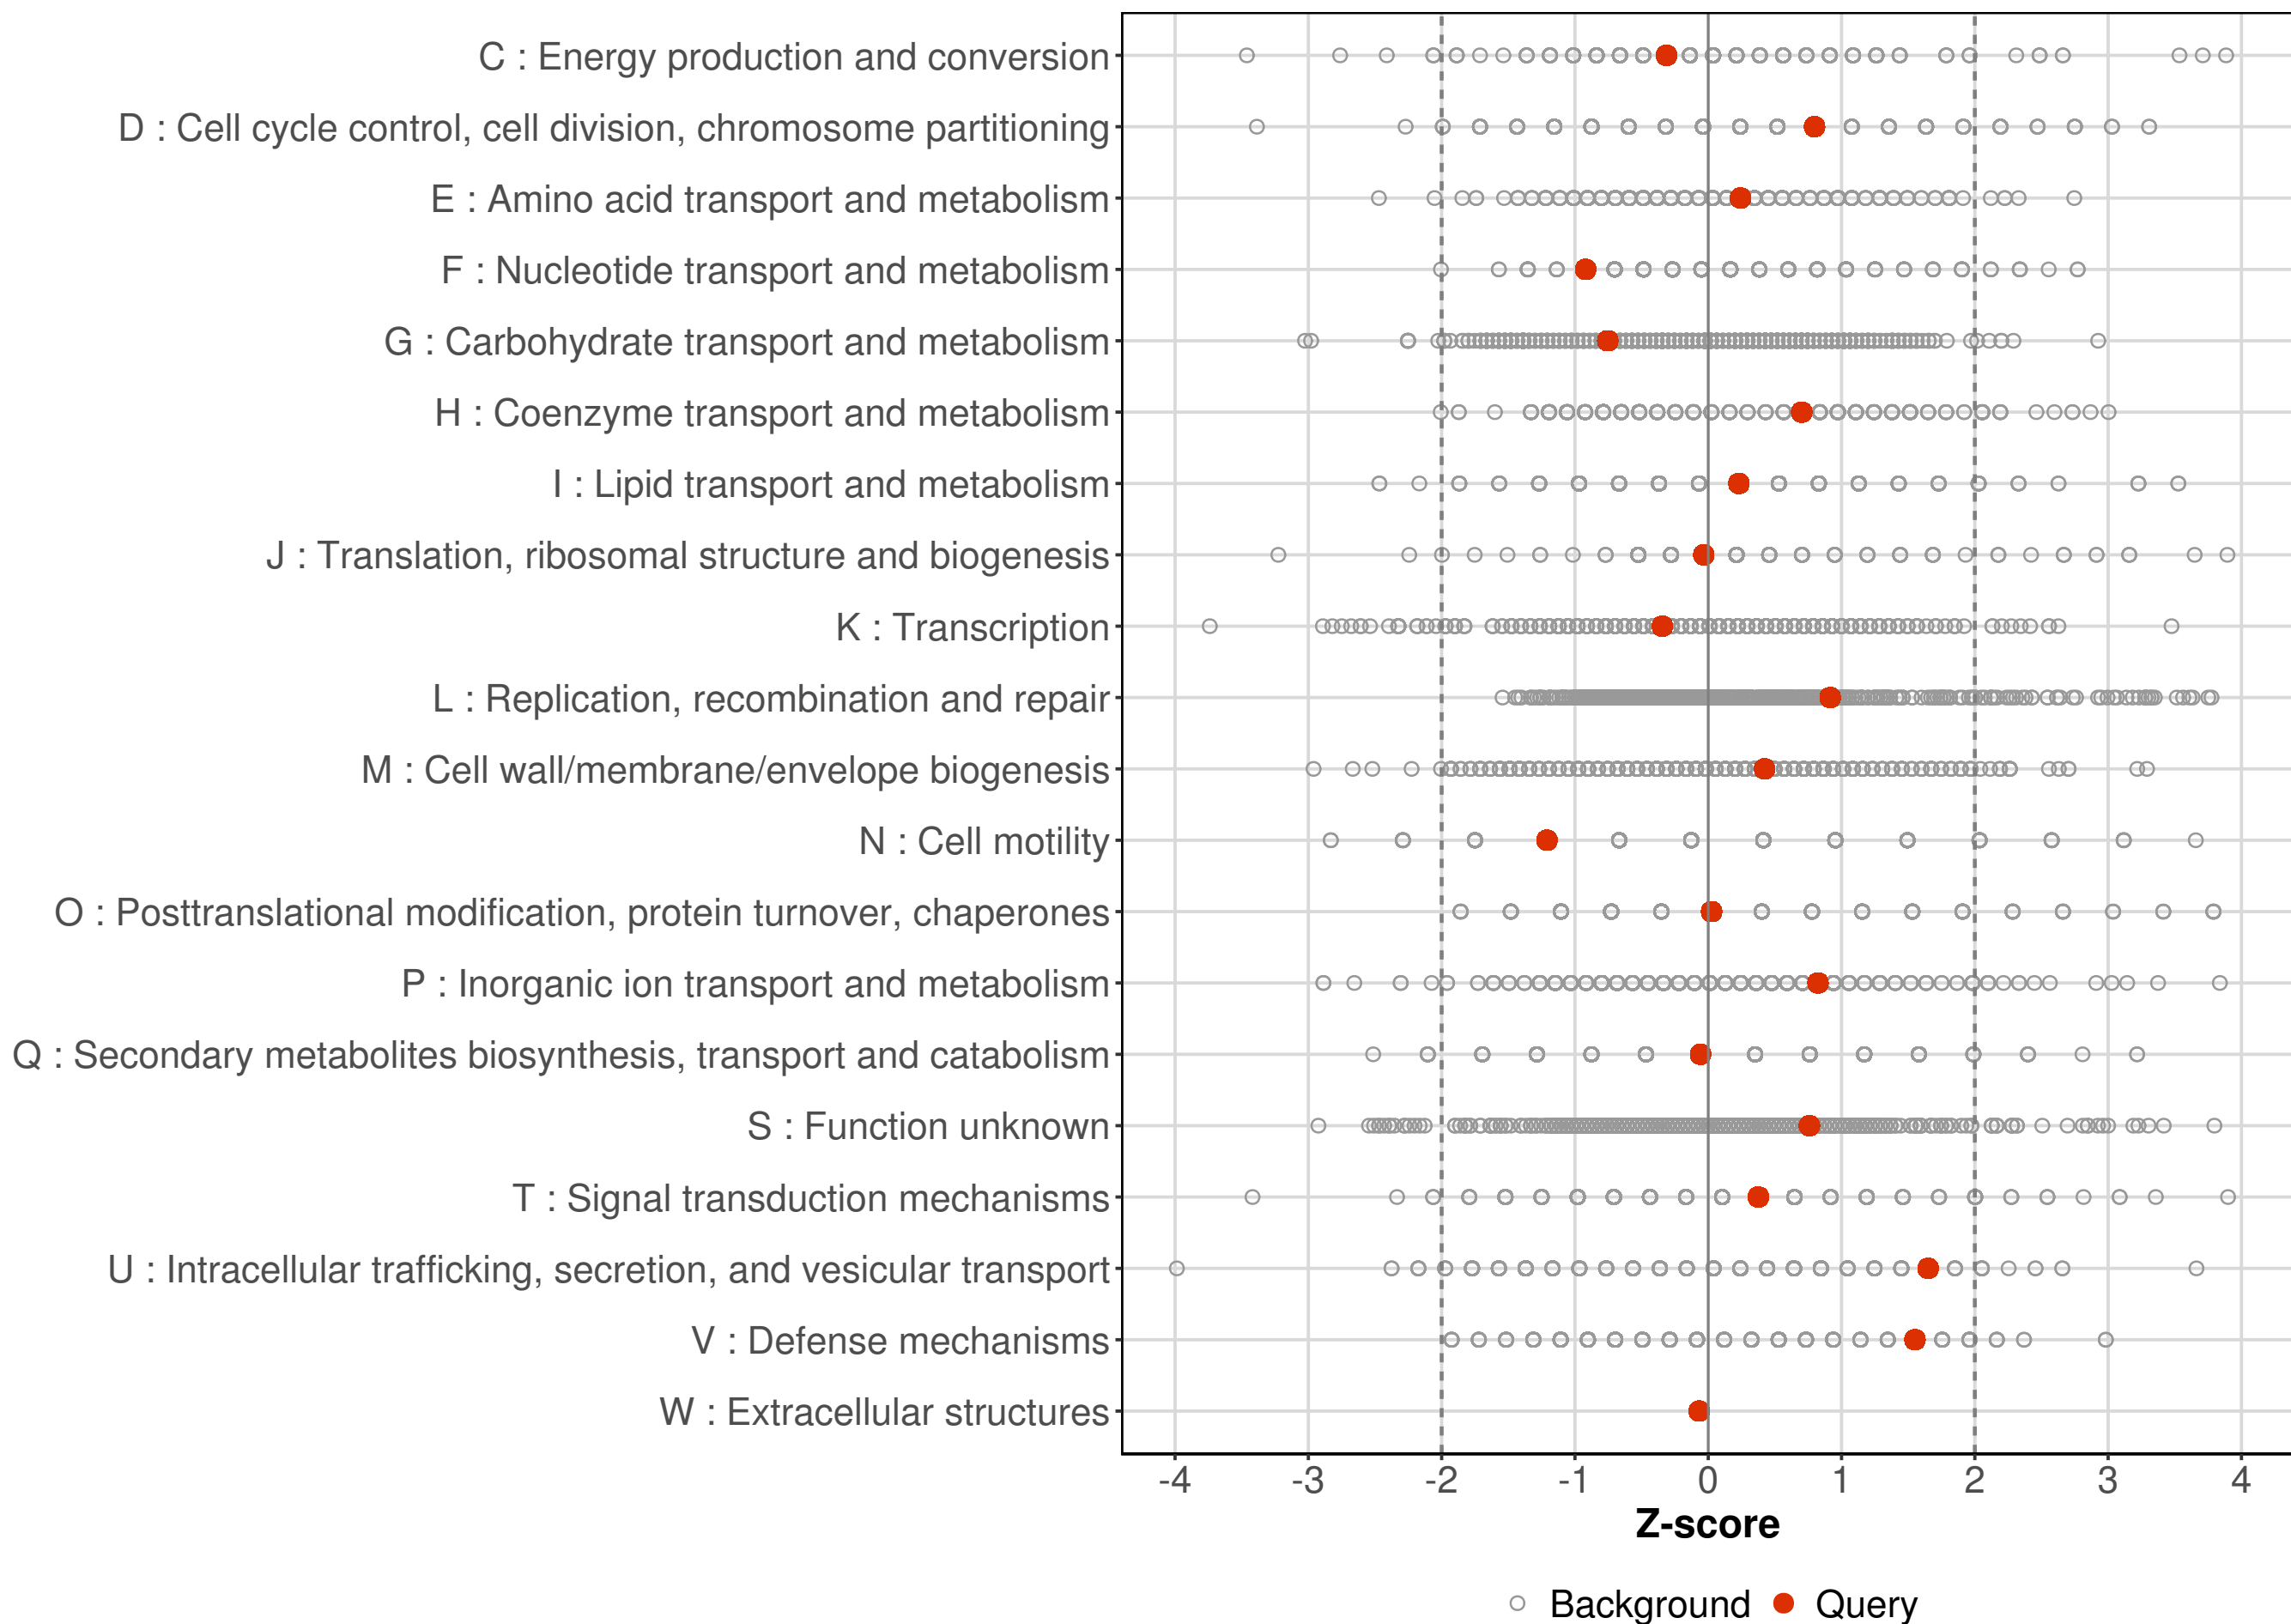 C : Energy production and conversion
D : Cell cycle control, cell division, chromosome partitioning
E : Amino acid transport and metabolism
F : Nucleotide transport and metabolism
G : Carbohydrate transport and metabolism
H : Coenzyme transport and metabolism
I : Lipid transport and metabolism
J : Translation, ribosomal structure and biogenesis
K : Transcription
L : Replication, recombination and repair
M : Cell wall/membrane/envelope biogenesis
N : Cell motility
O : Posttranslational modification, protein turnover, chaperones
P : Inorganic ion transport and metabolism
Q : Secondary metabolites biosynthesis, transport and catabolism
S : Function unknown
T : Signal transduction mechanisms
U : Intracellular trafficking, secretion, and vesicular transport
V : Defense mechanisms
W : Extracellular structures
-4 -3 -2 -1 0 1 2 3 4
Z-score
Background Query